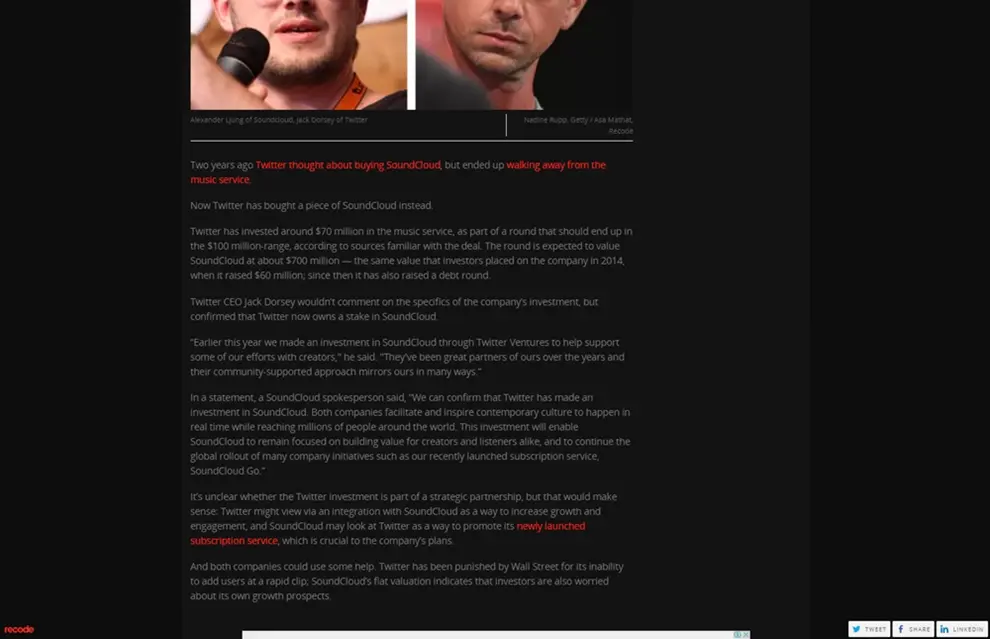 Alexander Ljung of Soundcloud, Jack Dorsey of Twitter
Nadine Rupp, Getty / Asa Mathat,
Recode
Two years ago Twitter thought about buying SoundCloud, but ended up walking away from the
music service.
Now Twitter has bought a piece of SoundCloud instead.
Twitter has invested around $70 million in the music service, as part of a round that should end up in
the $100 million-range, according to sources familiar with the deal. The round is expected to value
SoundCloud at about $700 million — the same value that investors placed on the company in 2014,
when it raised $60 million; since then it has also raised a debt round.
Twitter CEO Jack Dorsey wouldn't comment on the specifics of the company's investment, but
confirmed that Twitter now owns a stake in SoundCloud.
"Earlier this year we made an investment in SoundCloud through Twitter Ventures to help support
some of our efforts with creators," he said. "They've been great partners of ours over the years and
their community-supported approach mirrors ours in many ways."
In a statement, a SoundCloud spokesperson said, "We can confirm that Twitter has made an
investment in SoundCloud. Both companies facilitate and inspire contemporary culture to happen in
real time while reaching millions of people around the world. This investment will enable
SoundCloud to remain focused on building value for creators and listeners alike, and to continue the
global rollout of many company initiatives such as our recently launched subscription service,
SoundCloud Go."
It's unclear whether the Twitter investment is part of a strategic partnership, but that would make
sense: Twitter might view via an integration with SoundCloud as a way to increase growth and
engagement, and SoundCloud may look at Twitter as a way to promote its newly launched
subscription service, which is crucial to the company's plans.
And both companies could use some help. Twitter has been punished by Wall Street for its inability
to add users at a rapid clip; SoundCloud's flat valuation indicates that investors are also worried
about its own growth prospects.
recode
TWEET
SHARE
LINKEDIN